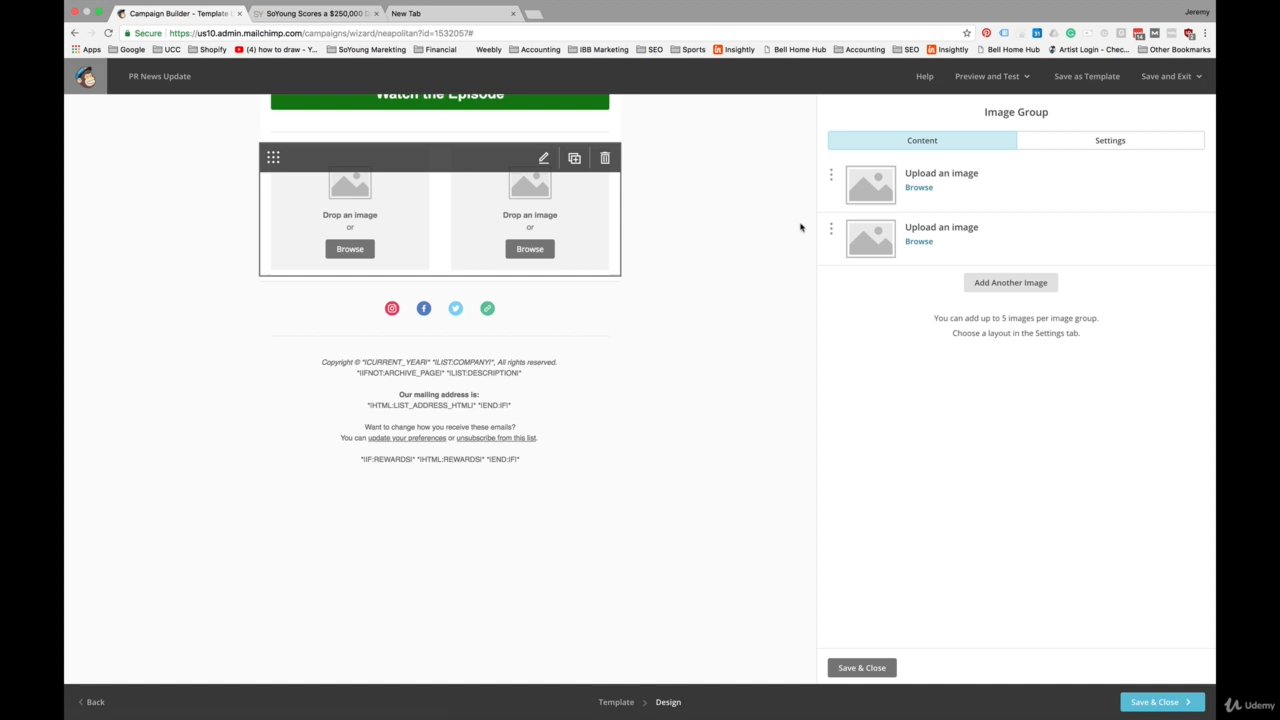 Campaign Builder - Template
SoYoung Scores a $250,000 D
New Tab
Jeremy
Secure
https://us10.admin.mailchimp.com/campaigns/wizard/neapolitan?id=1532057#
Apps
Google
UCC
Shopify
(4) how to draw - Y...
SoYoung Marekting
Financial
Weebly
Accounting
IBB Marketing
SEO
Sports
Insightly
Bell Home Hub
Accounting
SEO
Insightly
Bell Home Hub
Artist Login - Chec...
Other Bookmarks
PR News Update
Help
Preview and Test
Save as Template
Save and Exit
Watch the Episode
Image Group
Content
Settings
Upload an image
Browse
Upload an image
Browse
Add Another Image
You can add up to 5 images per image group.
Choose a layout in the Settings tab.
Drop an image
or
Browse
Drop an image
or
Browse
Copyright © *|CURRENT_YEAR|* *|LIST:COMPANY|*, All rights reserved.
*|IFNOT:ARCHIVE_PAGE|* *|LIST:DESCRIPTION|*
Our mailing address is:
*|HTML:LIST_ADDRESS_HTML|* *|END:IF|*
Want to change how you receive these emails?
You can update your preferences or unsubscribe from this list.
*|IF:REWARDS|* *|HTML:REWARDS|* *|END:IF|*
Save & Close
Back
Template
Design
Save & Close
Udemy